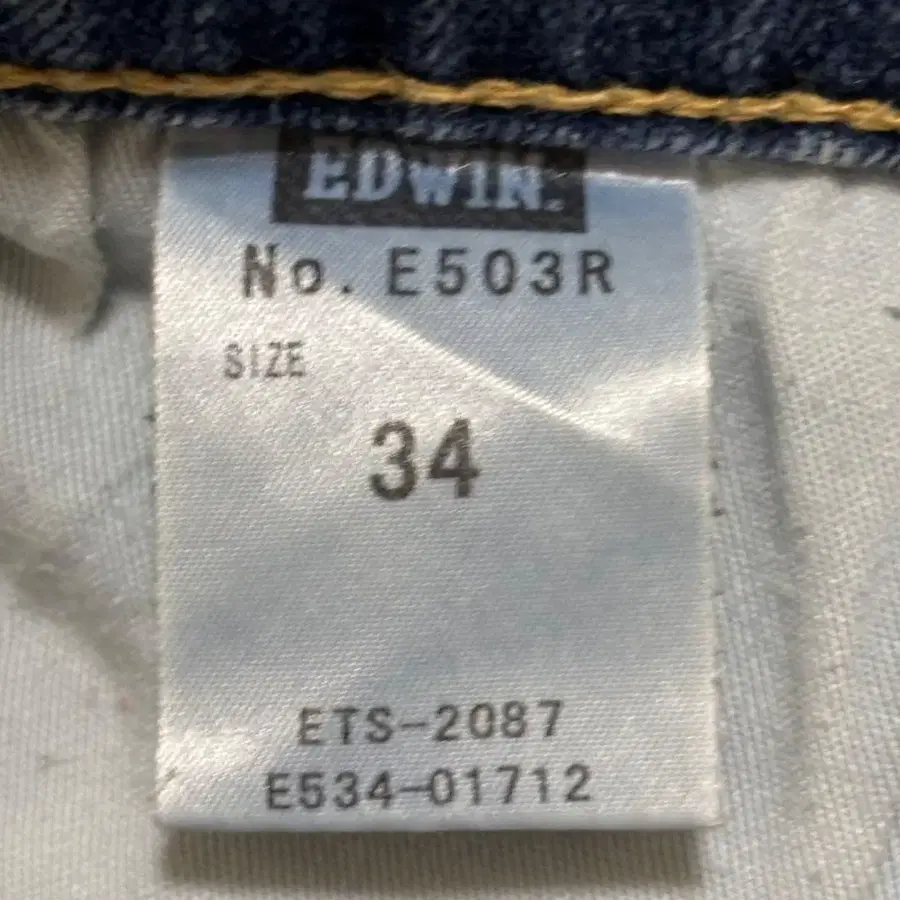 EDWIN.
No. E503R
SIZE
34
ETS-2087
E534-01712